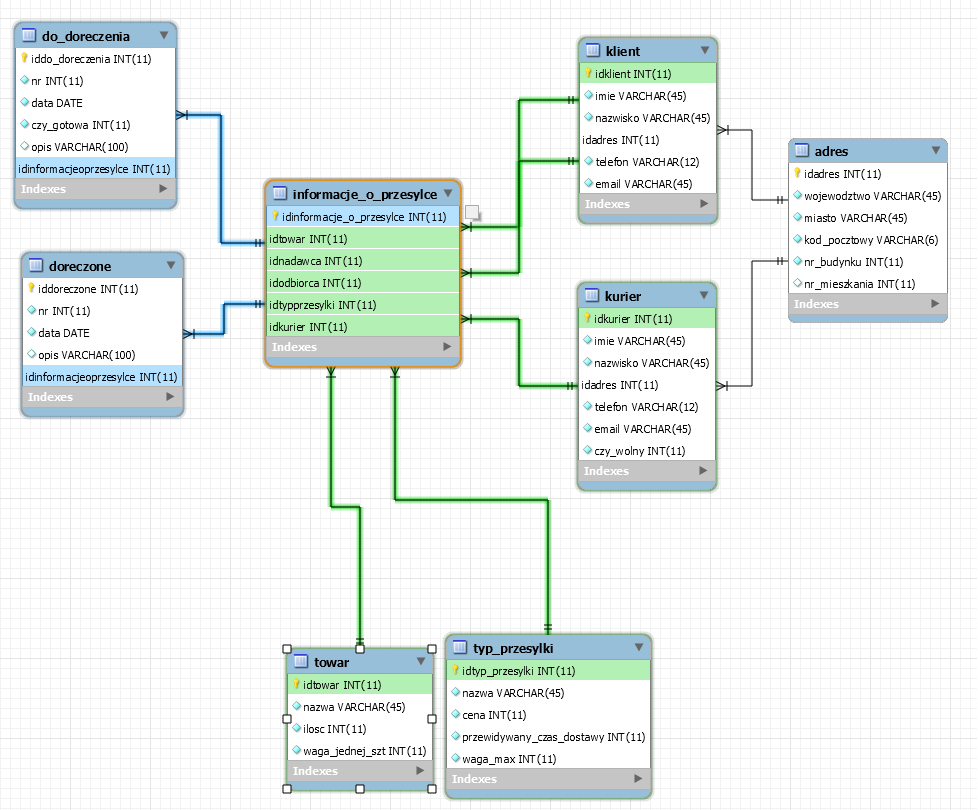 do_doreczenia
iddo_doreczenia INT(11)
nr INT(11)
data DATE
czy_gotowa INT(11)
opis VARCHAR(100)
idinformacjeoprzesylce INT(11)
Indexes
doreczone
iddoreczone INT(11)
nr INT(11)
data DATE
opis VARCHAR(100)
idinformacjeoprzesylce INT(11)
Indexes
informacje_o_przesylce
idinformacje_o_przesylce INT(11)
idtowar INT(11)
idnadawca INT(11)
idodbiorca INT(11)
idtypprzesylki INT(11)
idkurier INT(11)
Indexes
klient
idklient INT(11)
imie VARCHAR(45)
nazwisko VARCHAR(45)
idadres INT(11)
telefon VARCHAR(12)
email VARCHAR(45)
Indexes
adres
idadres INT(11)
wojewodztwo VARCHAR(45)
miasto VARCHAR(45)
kod_pocztowy VARCHAR(6)
nr_budynku INT(11)
nr_mieszkania INT(11)
Indexes
kurier
idkurier INT(11)
imie VARCHAR(45)
nazwisko VARCHAR(45)
idadres INT(11)
telefon VARCHAR(12)
email VARCHAR(45)
czy_wolny INT(11)
Indexes
towar
idtowar INT(11)
nazwa VARCHAR(45)
ilosc INT(11)
waga_jednej_szt INT(11)
Indexes
typ_przesylki
idtyp_przesylki INT(11)
nazwa VARCHAR(45)
cena INT(11)
przewidywany_czas_dostawy INT(11)
waga_max INT(11)
Indexes